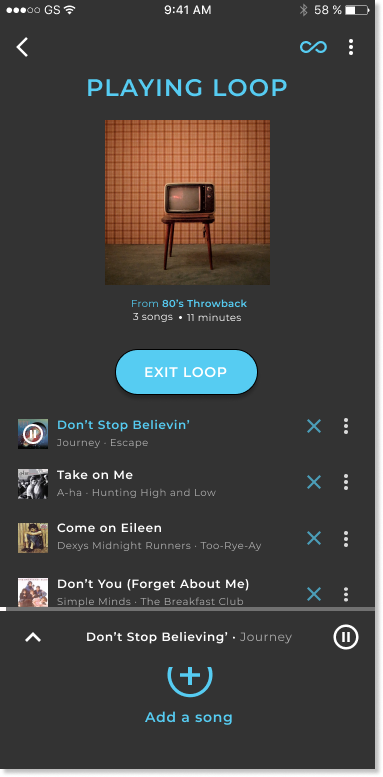 GS 9:41 AM 58 %
PLAYING LOOP
From 80's Throwback
3 songs • 11 minutes
EXIT LOOP
Don't Stop Believin'
Journey · Escape
Take on Me
A-ha · Hunting High and Low
Come on Eileen
Dexys Midnight Runners · Too-Rye-Ay
Don't You (Forget About Me)
Simple Minds · The Breakfast Club
Don't Stop Believing' · Journey
Add a song